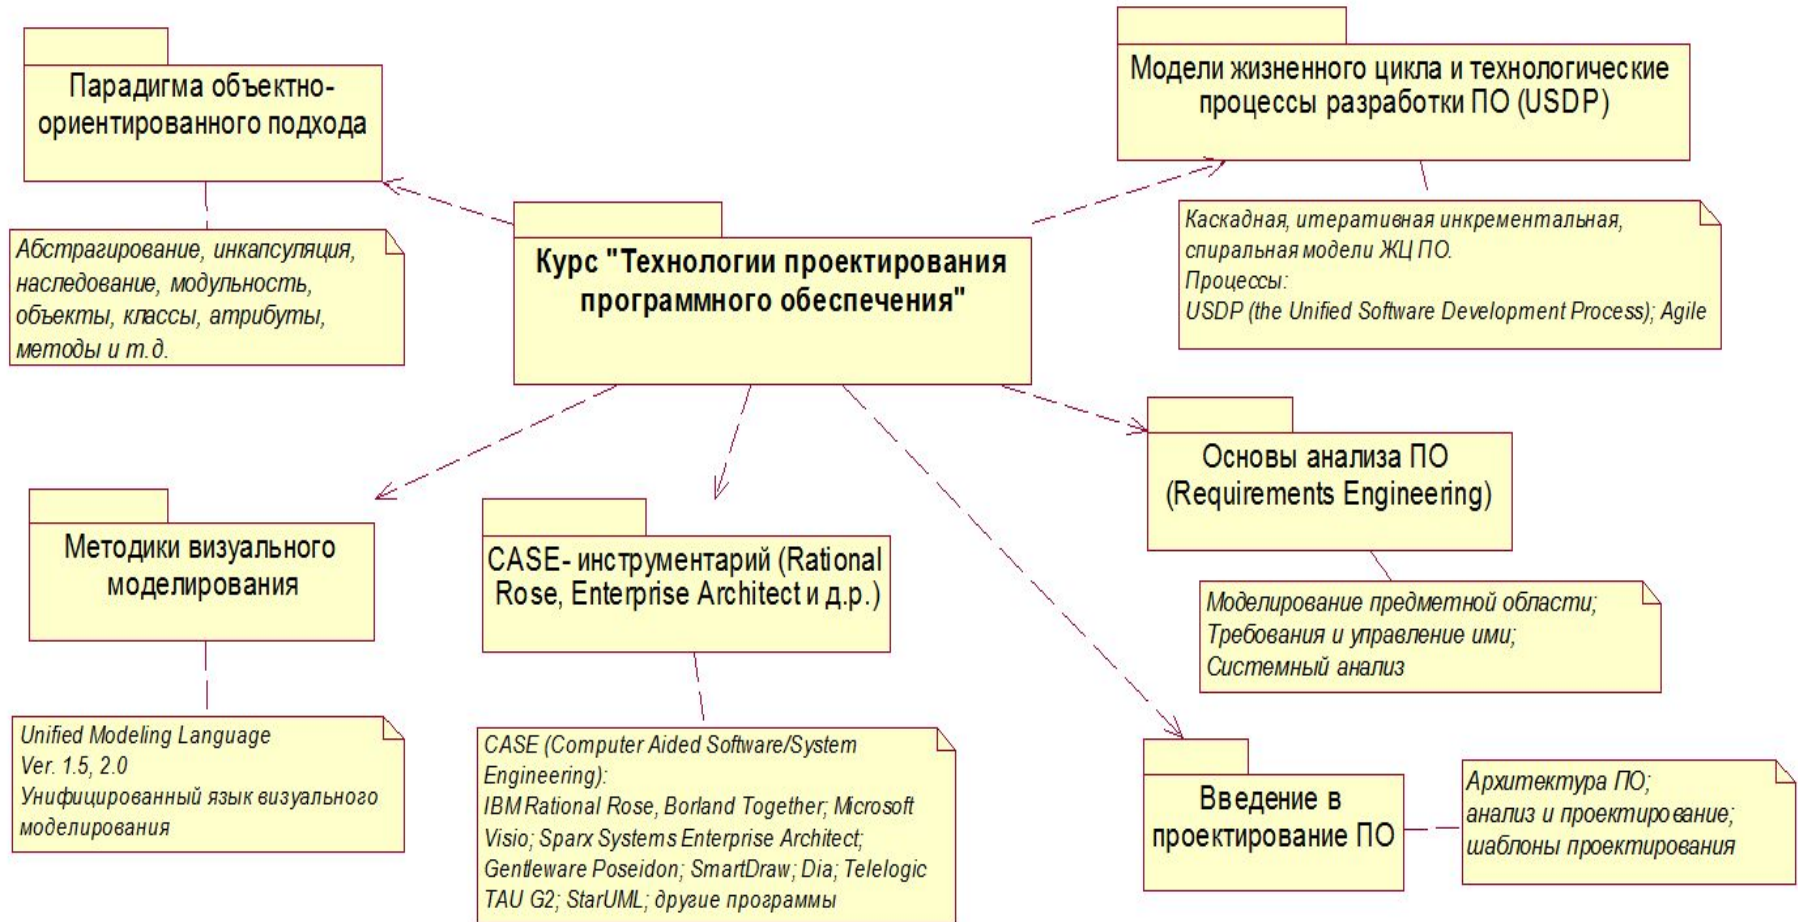 Парадигма объектно-
ориентированного подхода
Абстрагирование, инкапсуляция,
наследование, модульность,
объекты, классы, атрибуты,
методы и т.д.
Модели жизненного цикла и технологические
процессы разработки ПО (USDP)
Каскадная, итеративная инкрементальная,
спиральная модели ЖЦ ПО.
Процессы:
USDP (the Unified Software Development Process); Agile
Курс "Технологии проектирования
программного обеспечения"
Основы анализа ПО
(Requirements Engineering)
Моделирование предметной области;
Требования и управление ими;
Системный анализ
Методики визуального
моделирования
Unified Modeling Language
Ver. 1.5, 2.0
Унифицированный язык визуального
моделирования
CASE- инструментарий (Rational
Rose, Enterprise Architect и д.р.)
CASE (Computer Aided Software/System
Engineering):
IBM Rational Rose, Borland Together; Microsoft
Visio; Sparx Systems Enterprise Architect;
Gentleware Poseidon; SmartDraw; Dia; Telelogic
TAU G2; StarUML; другие программы
Введение в
проектирование ПО
Архитектура ПО;
анализ и проектирование;
шаблоны проектирования